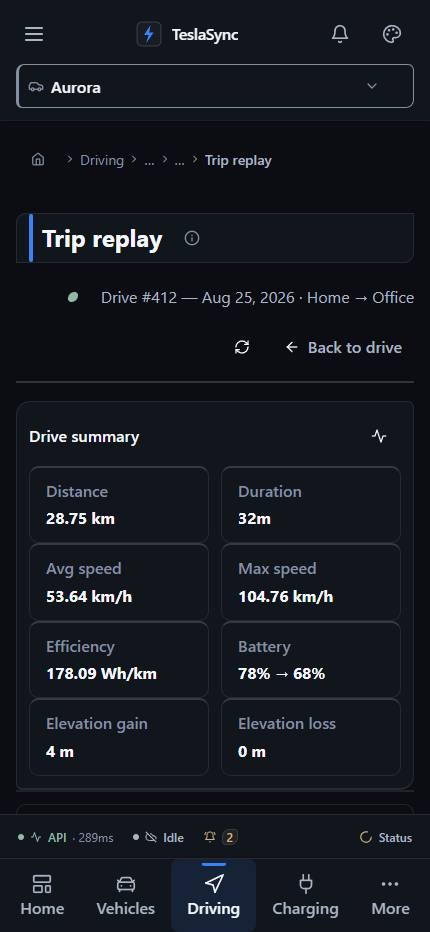 TeslaSync
Aurora
Driving ... ... Trip replay
Trip replay
Drive #412 — Aug 25, 2026 · Home → Office
Back to drive
Drive summary
Distance
28.75 km
Duration
32m
Avg speed
53.64 km/h
Max speed
104.76 km/h
Efficiency
178.09 Wh/km
Battery
78% → 68%
Elevation gain
4 m
Elevation loss
0 m
API · 289ms Idle 2 Status
Home Vehicles Driving Charging More